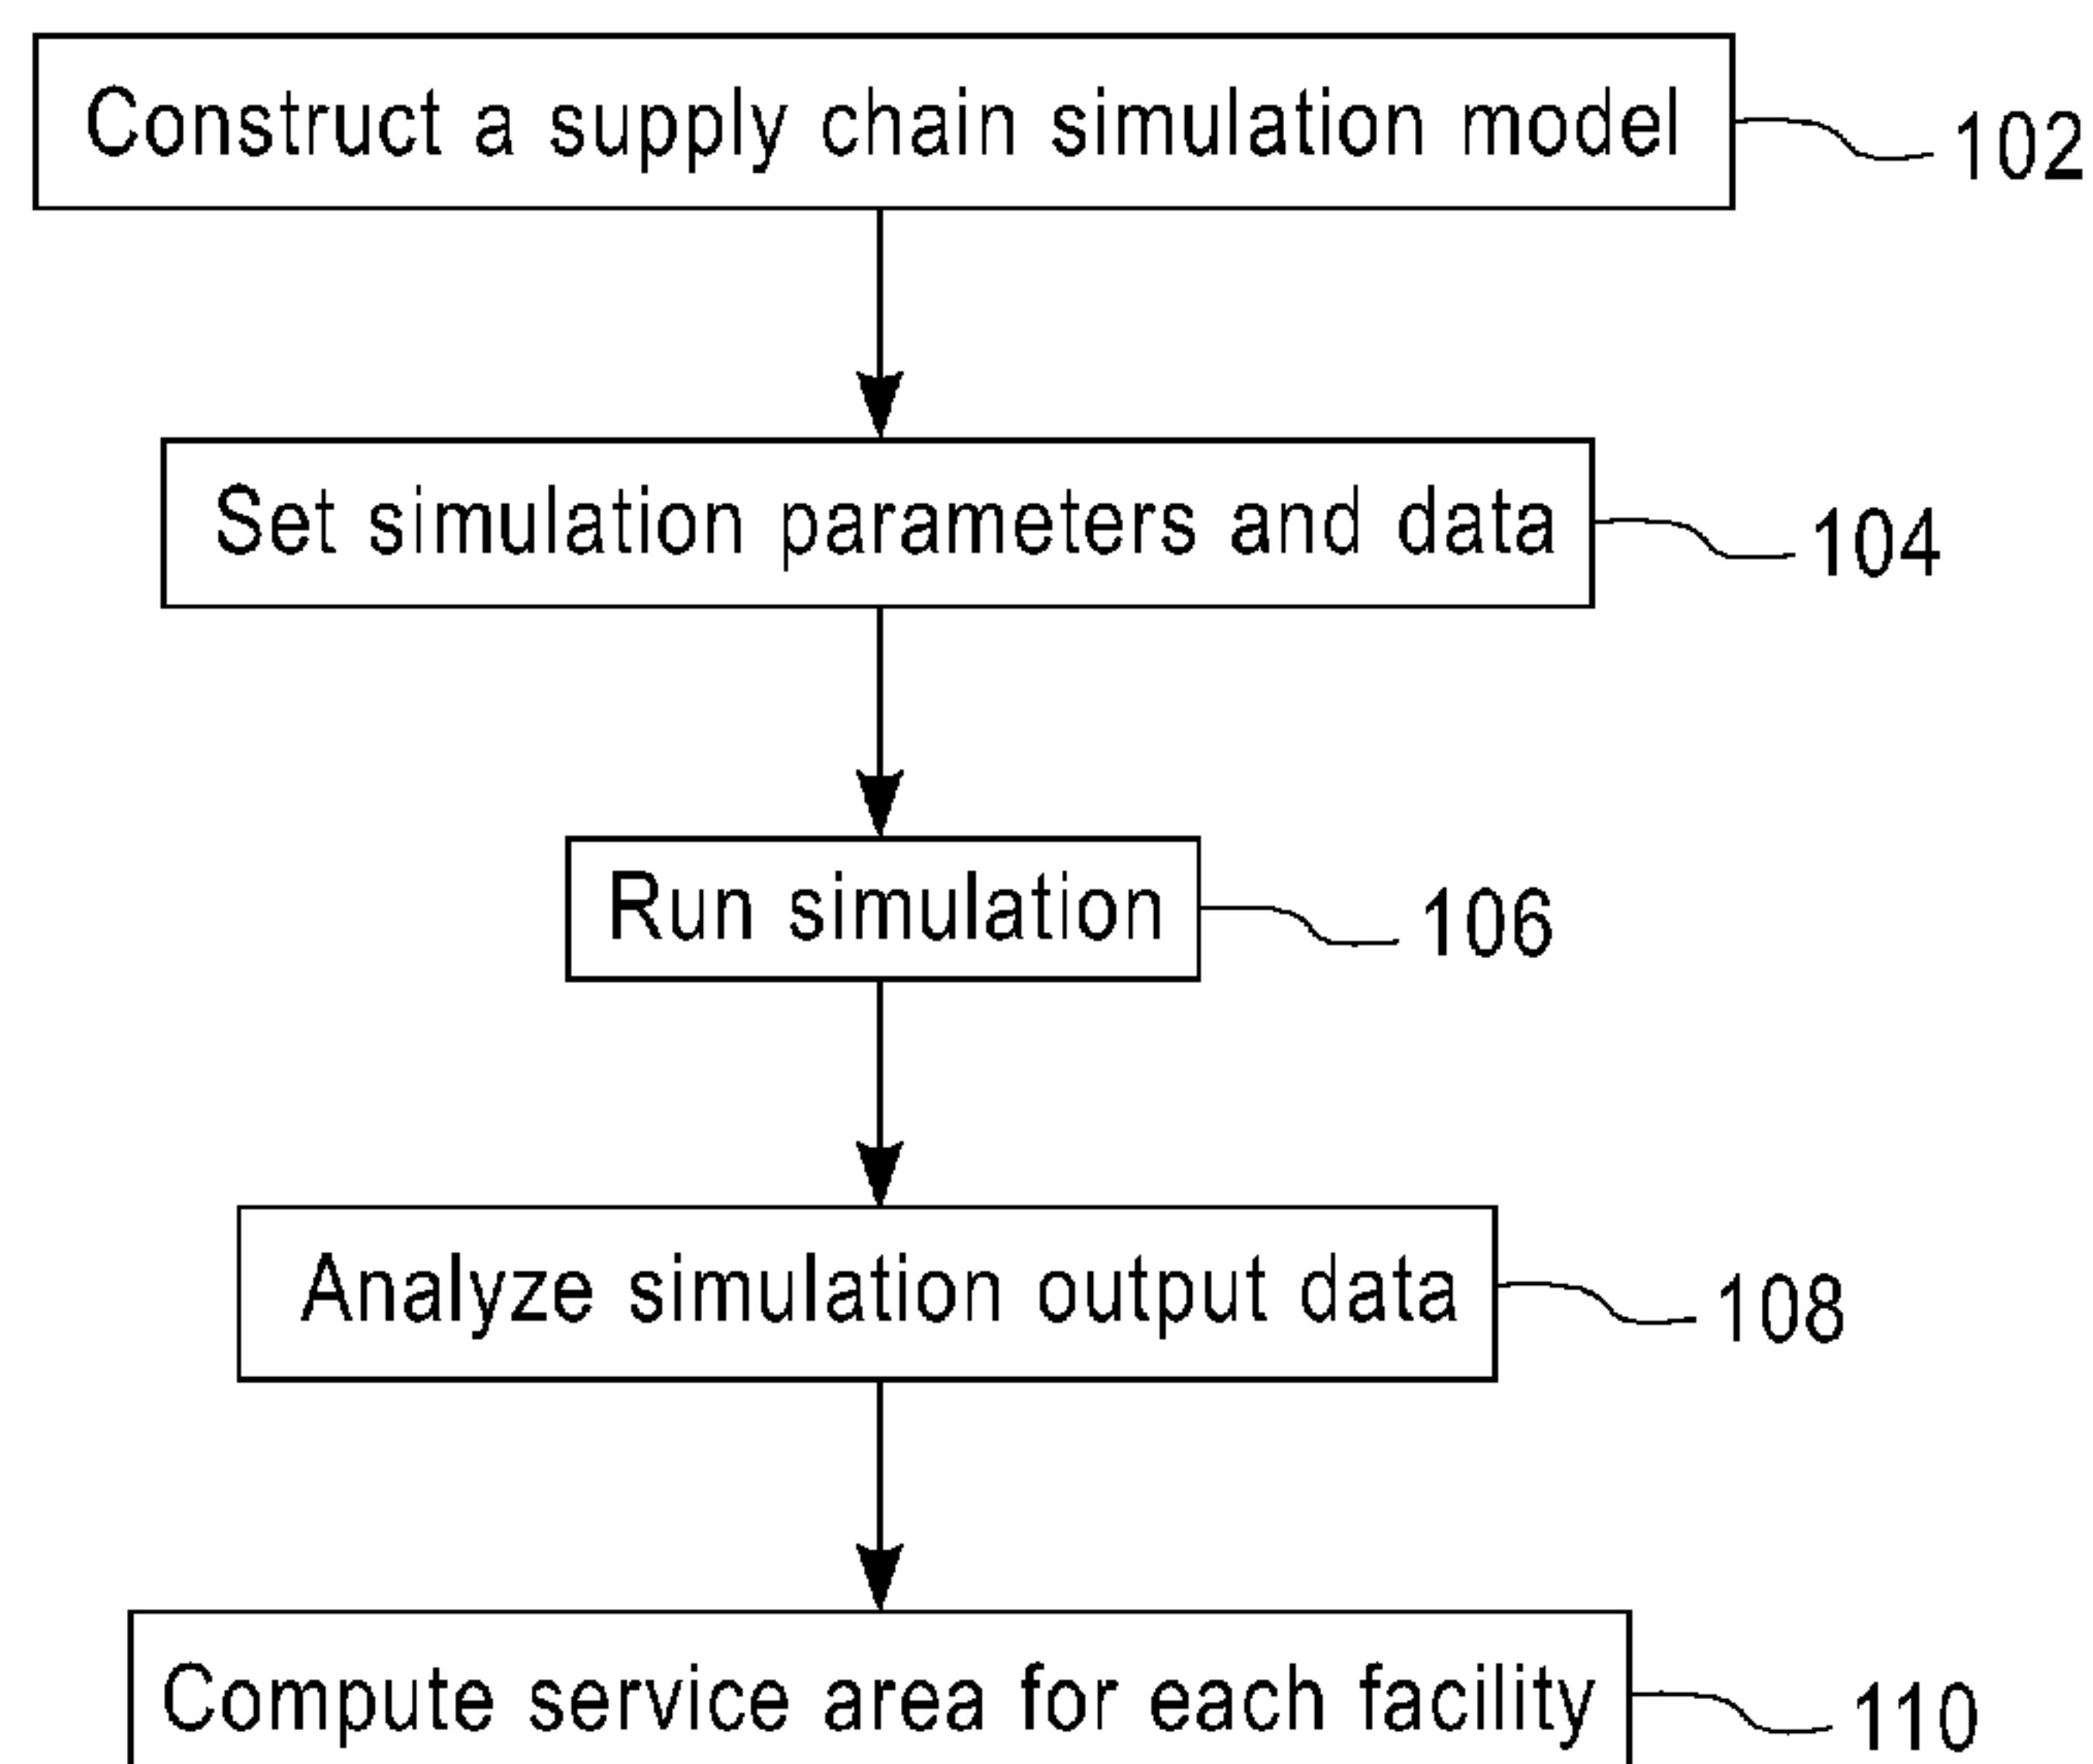 Construct a supply chain simulation model
102
Set simulation parameters and data
104
Run simulation
106
Analyze simulation output data
108
Compute service area for each facility
110